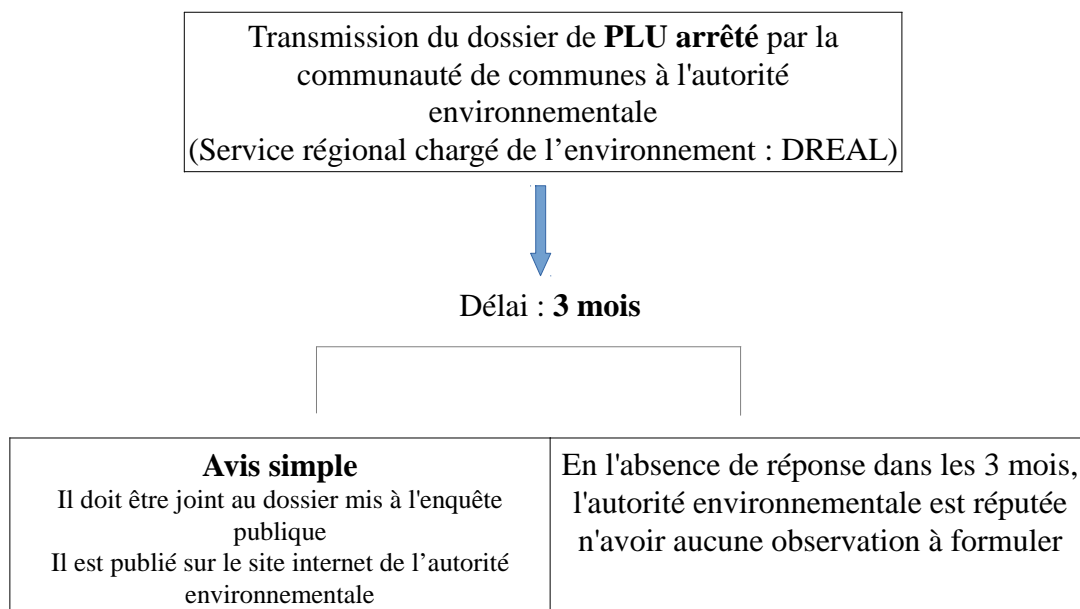 Transmission du dossier de PLU arrêté par la
communauté de communes à l'autorité
environnementale
(Service régional chargé de l’environnement : DREAL)
Délai : 3 mois
Avis simple
Il doit être joint au dossier mis à l'enquête
publique
Il est publié sur le site internet de l’autorité
environnementale
En l'absence de réponse dans les 3 mois,
l'autorité environnementale est réputée
n'avoir aucune observation à formuler